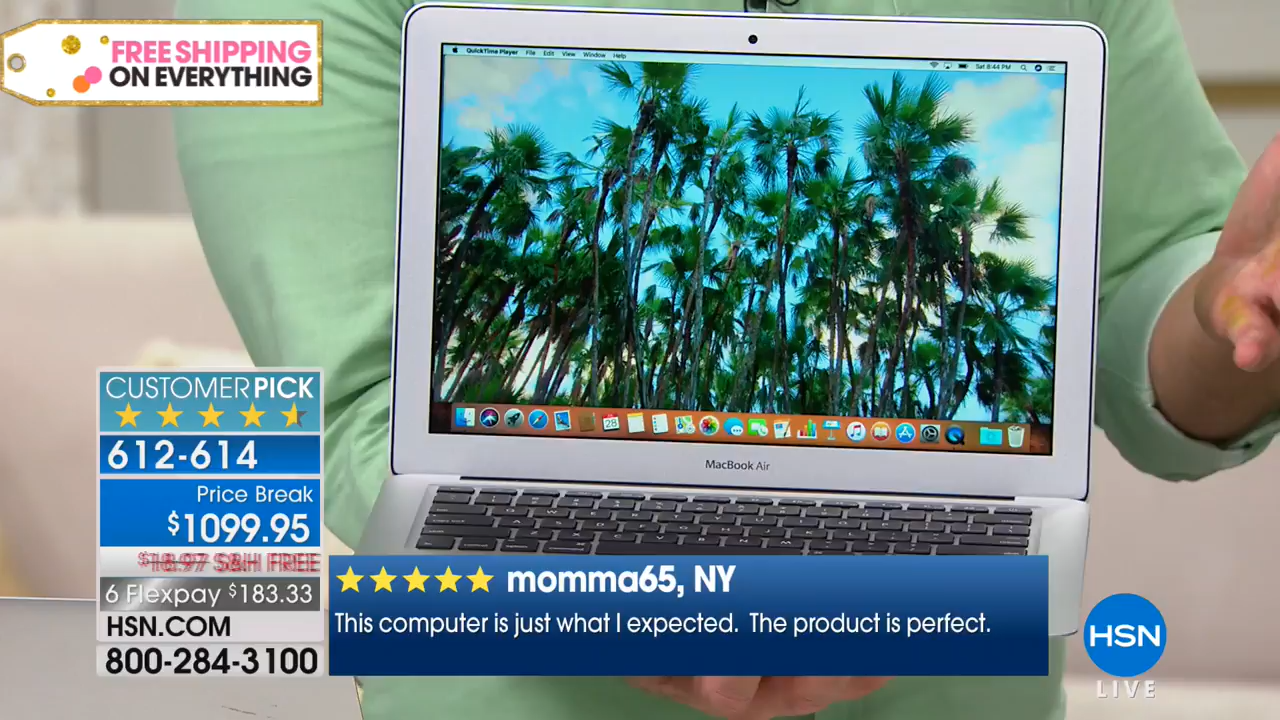 FREE SHIPPING
ON EVERYTHING
QuickTime Player File Edit View Window Help
Sat 8:44 PM
28
MacBook Air
CUSTOMER PICK
612-614
Price Break
$1099.95
$18.97 S&H FREE
6 Flexpay $183.33
HSN.COM
800-284-3100
momma65, NY
This computer is just what I expected. The product is perfect.
HSN
LIVE